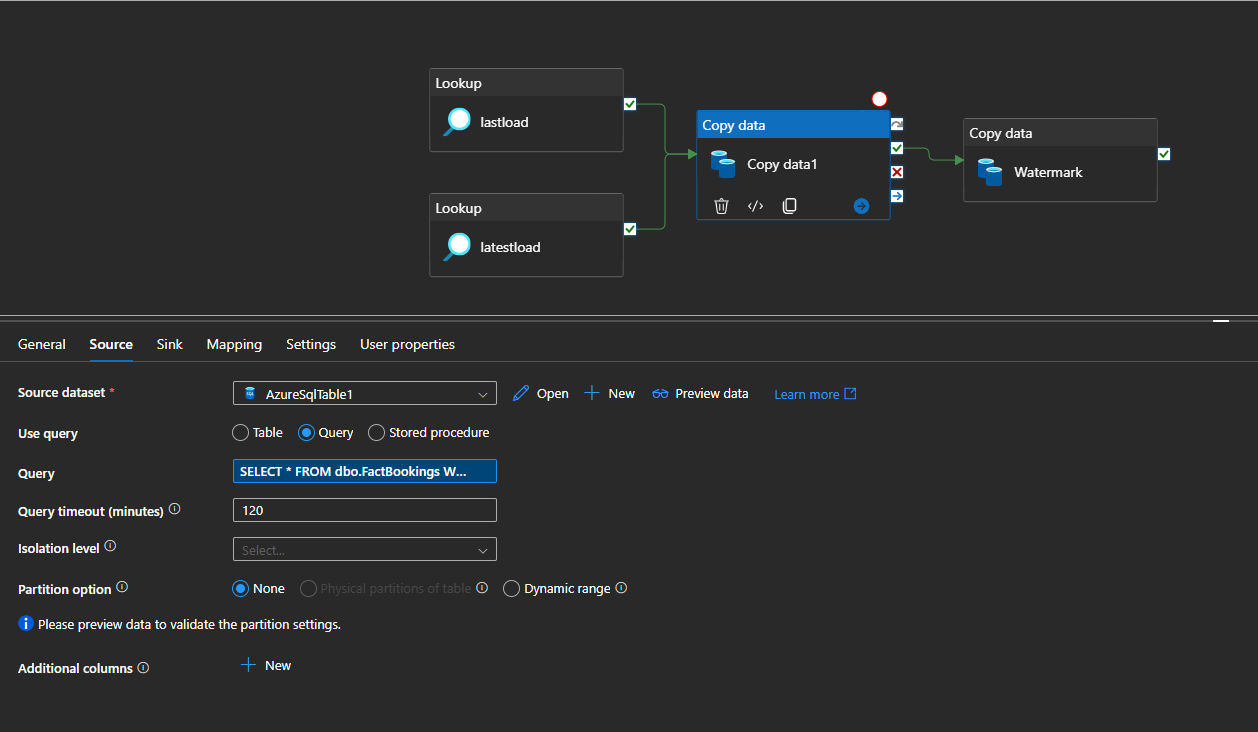 Lookup
lastload
Lookup
latestload
Copy data
Copy data1
Copy data
Watermark
General Source Sink Mapping Settings User properties
Source dataset * AzureSqlTable1 Open New Preview data Learn more
Use query Table Query Stored procedure
Query SELECT * FROM dbo.FactBookings W...
Query timeout (minutes) 120
Isolation level Select...
Partition option None Physical partitions of table Dynamic range
Please preview data to validate the partition settings.
Additional columns New